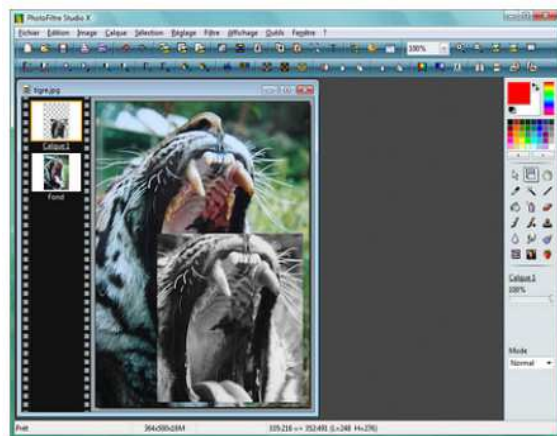 PhotoFiltre Studio X
Fichier Edition Image Calque Sélection Réglage Filtre Affichage Outils Fenêtre ?
100%
tigre.jpg
Calque 1
Fond
Calque 1
100%
Mode
Normal
Prêt
364x500x16M